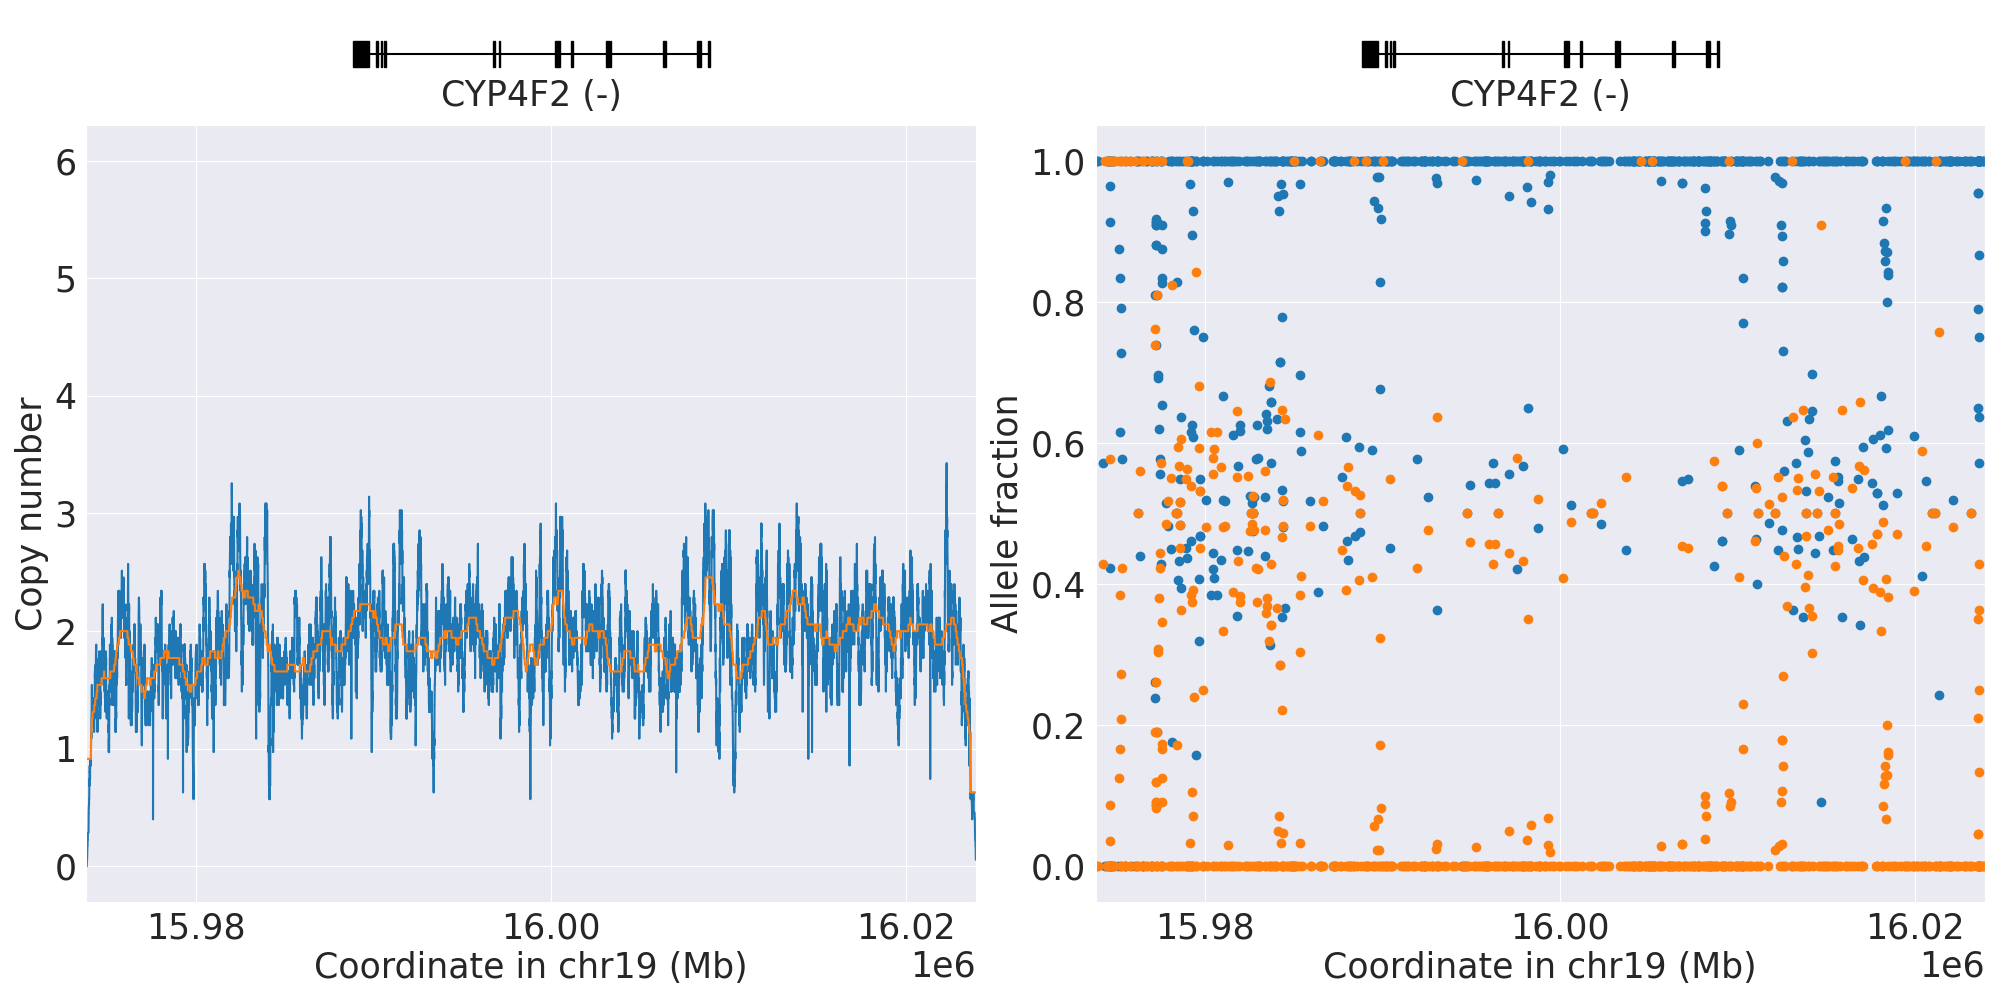 CYP4F2 (-)
6
5
4
3
2
1
0
Copy number
15.98
16.00
16.02
Coordinate in chr19 (Mb)
1e6
CYP4F2 (-)
1.0
0.8
0.6
0.4
0.2
0.0
Allele fraction
15.98
16.00
16.02
Coordinate in chr19 (Mb)
1e6